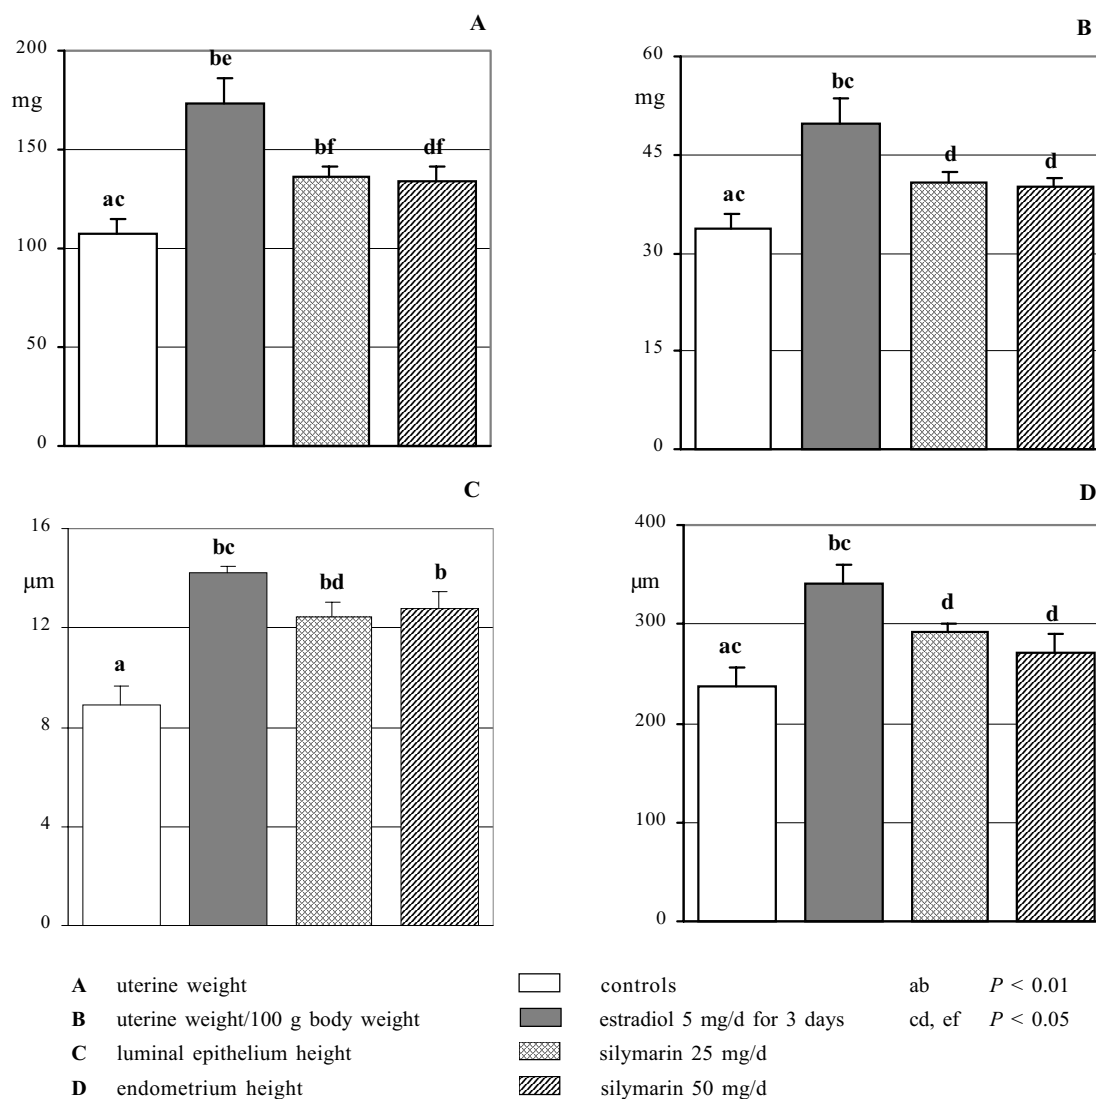 A
200
mg
150
100
50
0
ac
be
bf
df
B
60
mg
45
30
15
0
ac
bc
d
d
C
16
μm
12
8
4
0
a
bc
bd
b
D
400
μm
300
200
100
0
ac
bc
d
d
A uterine weight
B uterine weight/100 g body weight
C luminal epithelium height
D endometrium height
controls
estradiol 5 mg/d for 3 days
silymarin 25 mg/d
silymarin 50 mg/d
ab P < 0.01
cd, ef P < 0.05